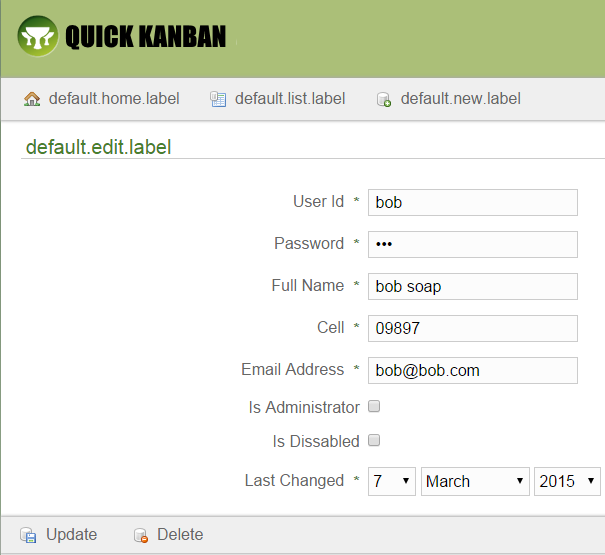 QUICK KANBAN
default.home.label default.list.label default.new.label
default.edit.label
User Id * bob
Password * •••
Full Name * bob soap
Cell * 09897
Email Address * bob@bob.com
Is Administrator
Is Dissabled
Last Changed * 7 March 2015
Update Delete